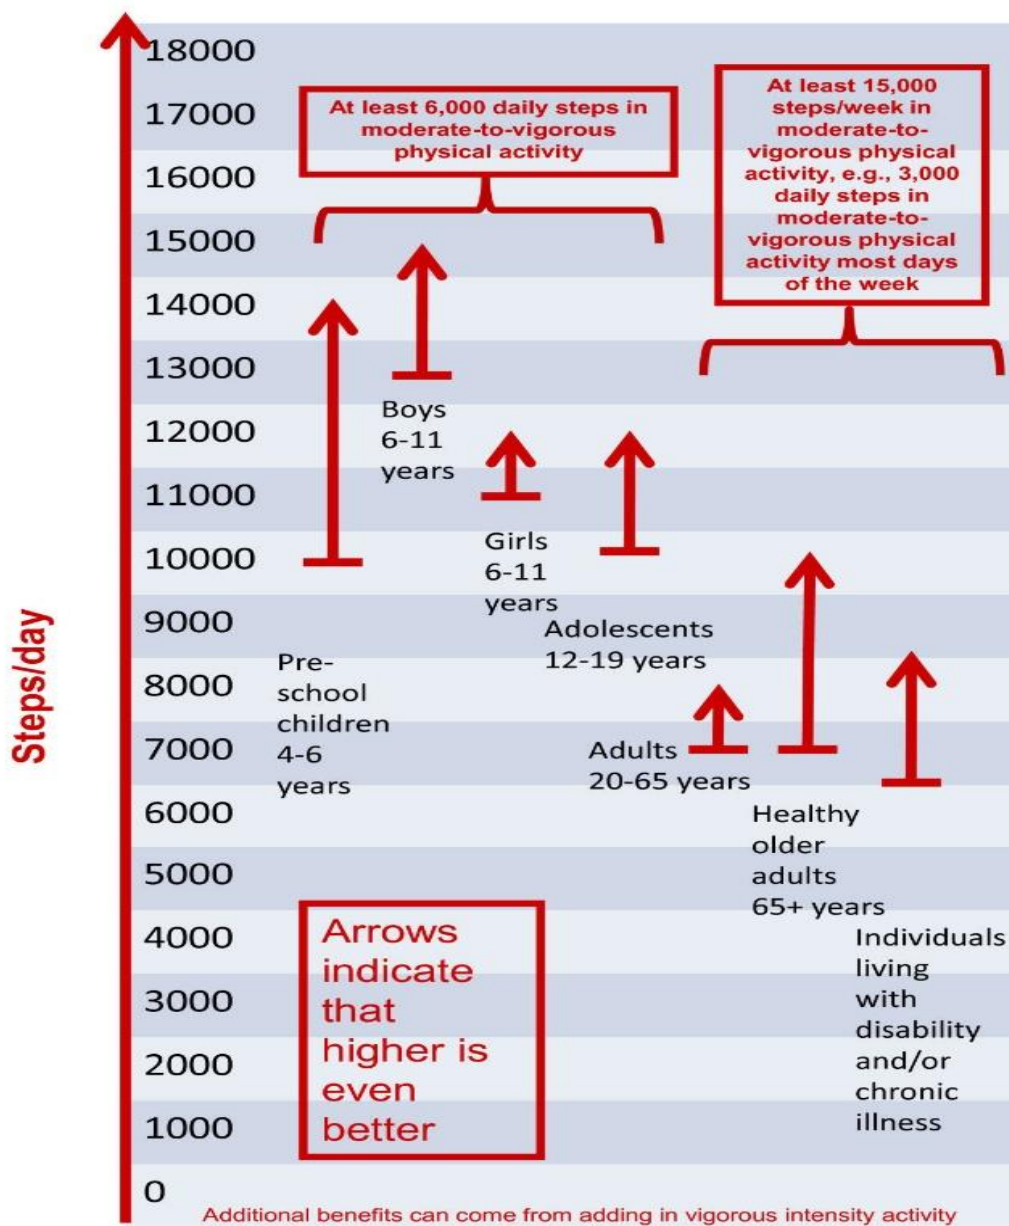 Steps/day
18000
17000
16000
15000
14000
13000
12000
11000
10000
9000
8000
7000
6000
5000
4000
3000
2000
1000
0
At least 6,000 daily steps in
moderate-to-vigorous
physical activity
At least 15,000
steps/week in
moderate-to-
vigorous physical
activity, e.g., 3,000
daily steps in
moderate-to-
vigorous physical
activity most days
of the week
Pre-
school
children
4-6
years
Boys
6-11
years
Girls
6-11
years
Adolescents
12-19 years
Adults
20-65 years
Healthy
older
adults
65+ years
Individuals
living
with
disability
and/or
chronic
illness
Arrows
indicate
that
higher is
even
better
Additional benefits can come from adding in vigorous intensity activity